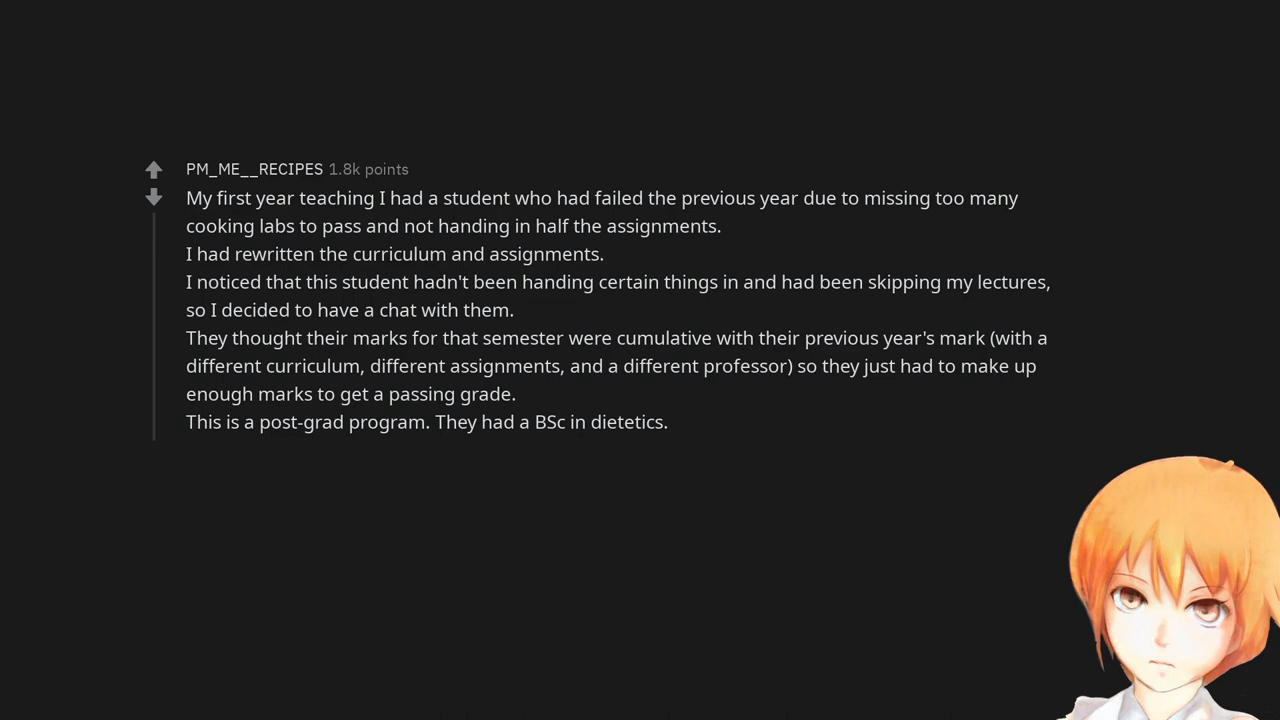 PM_ME__RECIPES 1.8k points
My first year teaching I had a student who had failed the previous year due to missing too many
cooking labs to pass and not handing in half the assignments.
I had rewritten the curriculum and assignments.
I noticed that this student hadn't been handing certain things in and had been skipping my lectures,
so I decided to have a chat with them.
They thought their marks for that semester were cumulative with their previous year's mark (with a
different curriculum, different assignments, and a different professor) so they just had to make up
enough marks to get a passing grade.
This is a post-grad program. They had a BSc in dietetics.